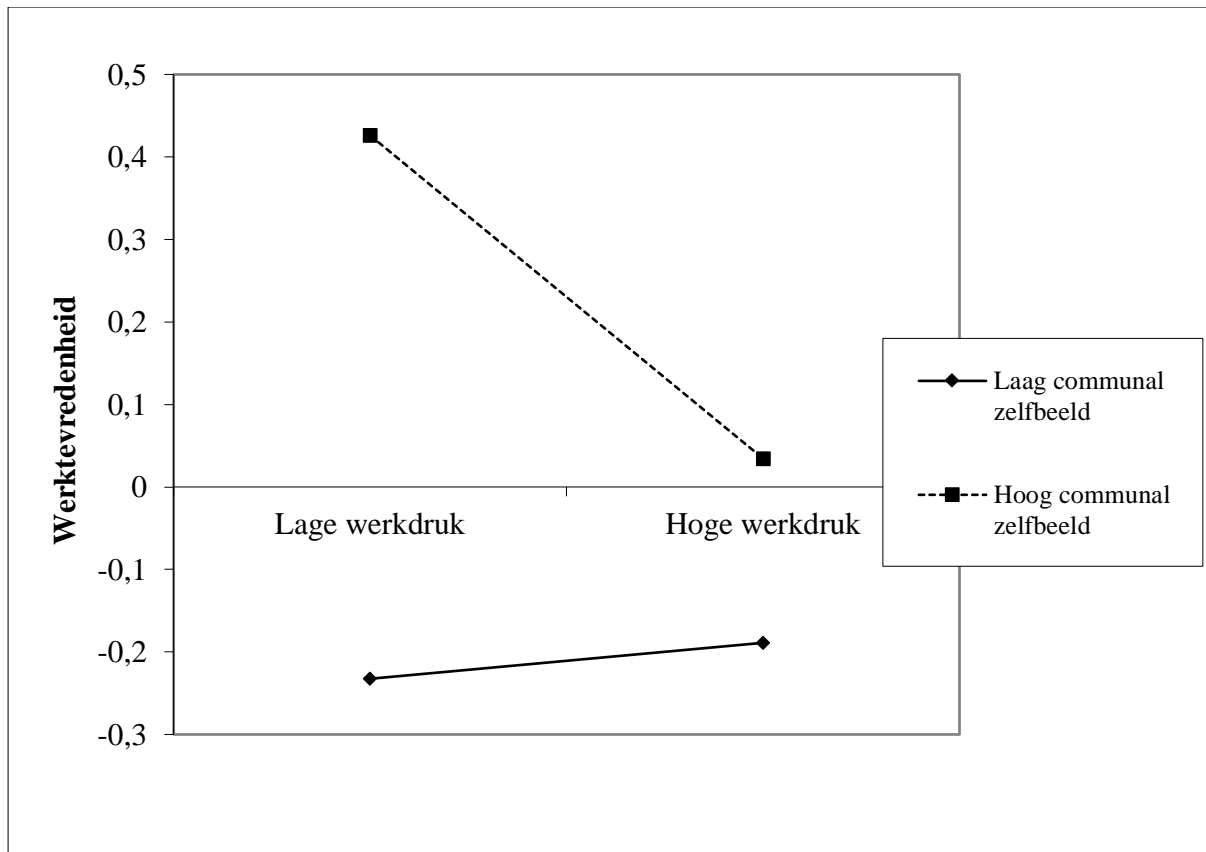 0,5
0,4
0,3
0,2
0,1
0
-0,1
-0,2
-0,3
Werktevredenheid
Lage werkdruk
Hoge werkdruk
Laag communal
zelfbeeld
Hoog communal
zelfbeeld